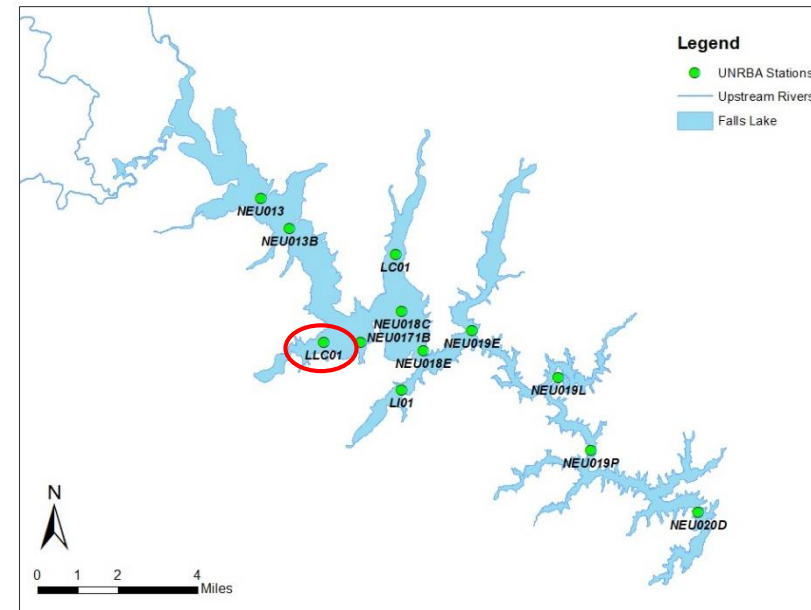 Legend
UNRBA Stations
Upstream Rivers
Falls Lake
NEU013
NEU013B
LC01
NEU018C
NEU0171B
NEU019E
LLC01
NEU018E
NEU019L
LI01
NEU019P
NEU020D
N
0 1 2 4
Miles